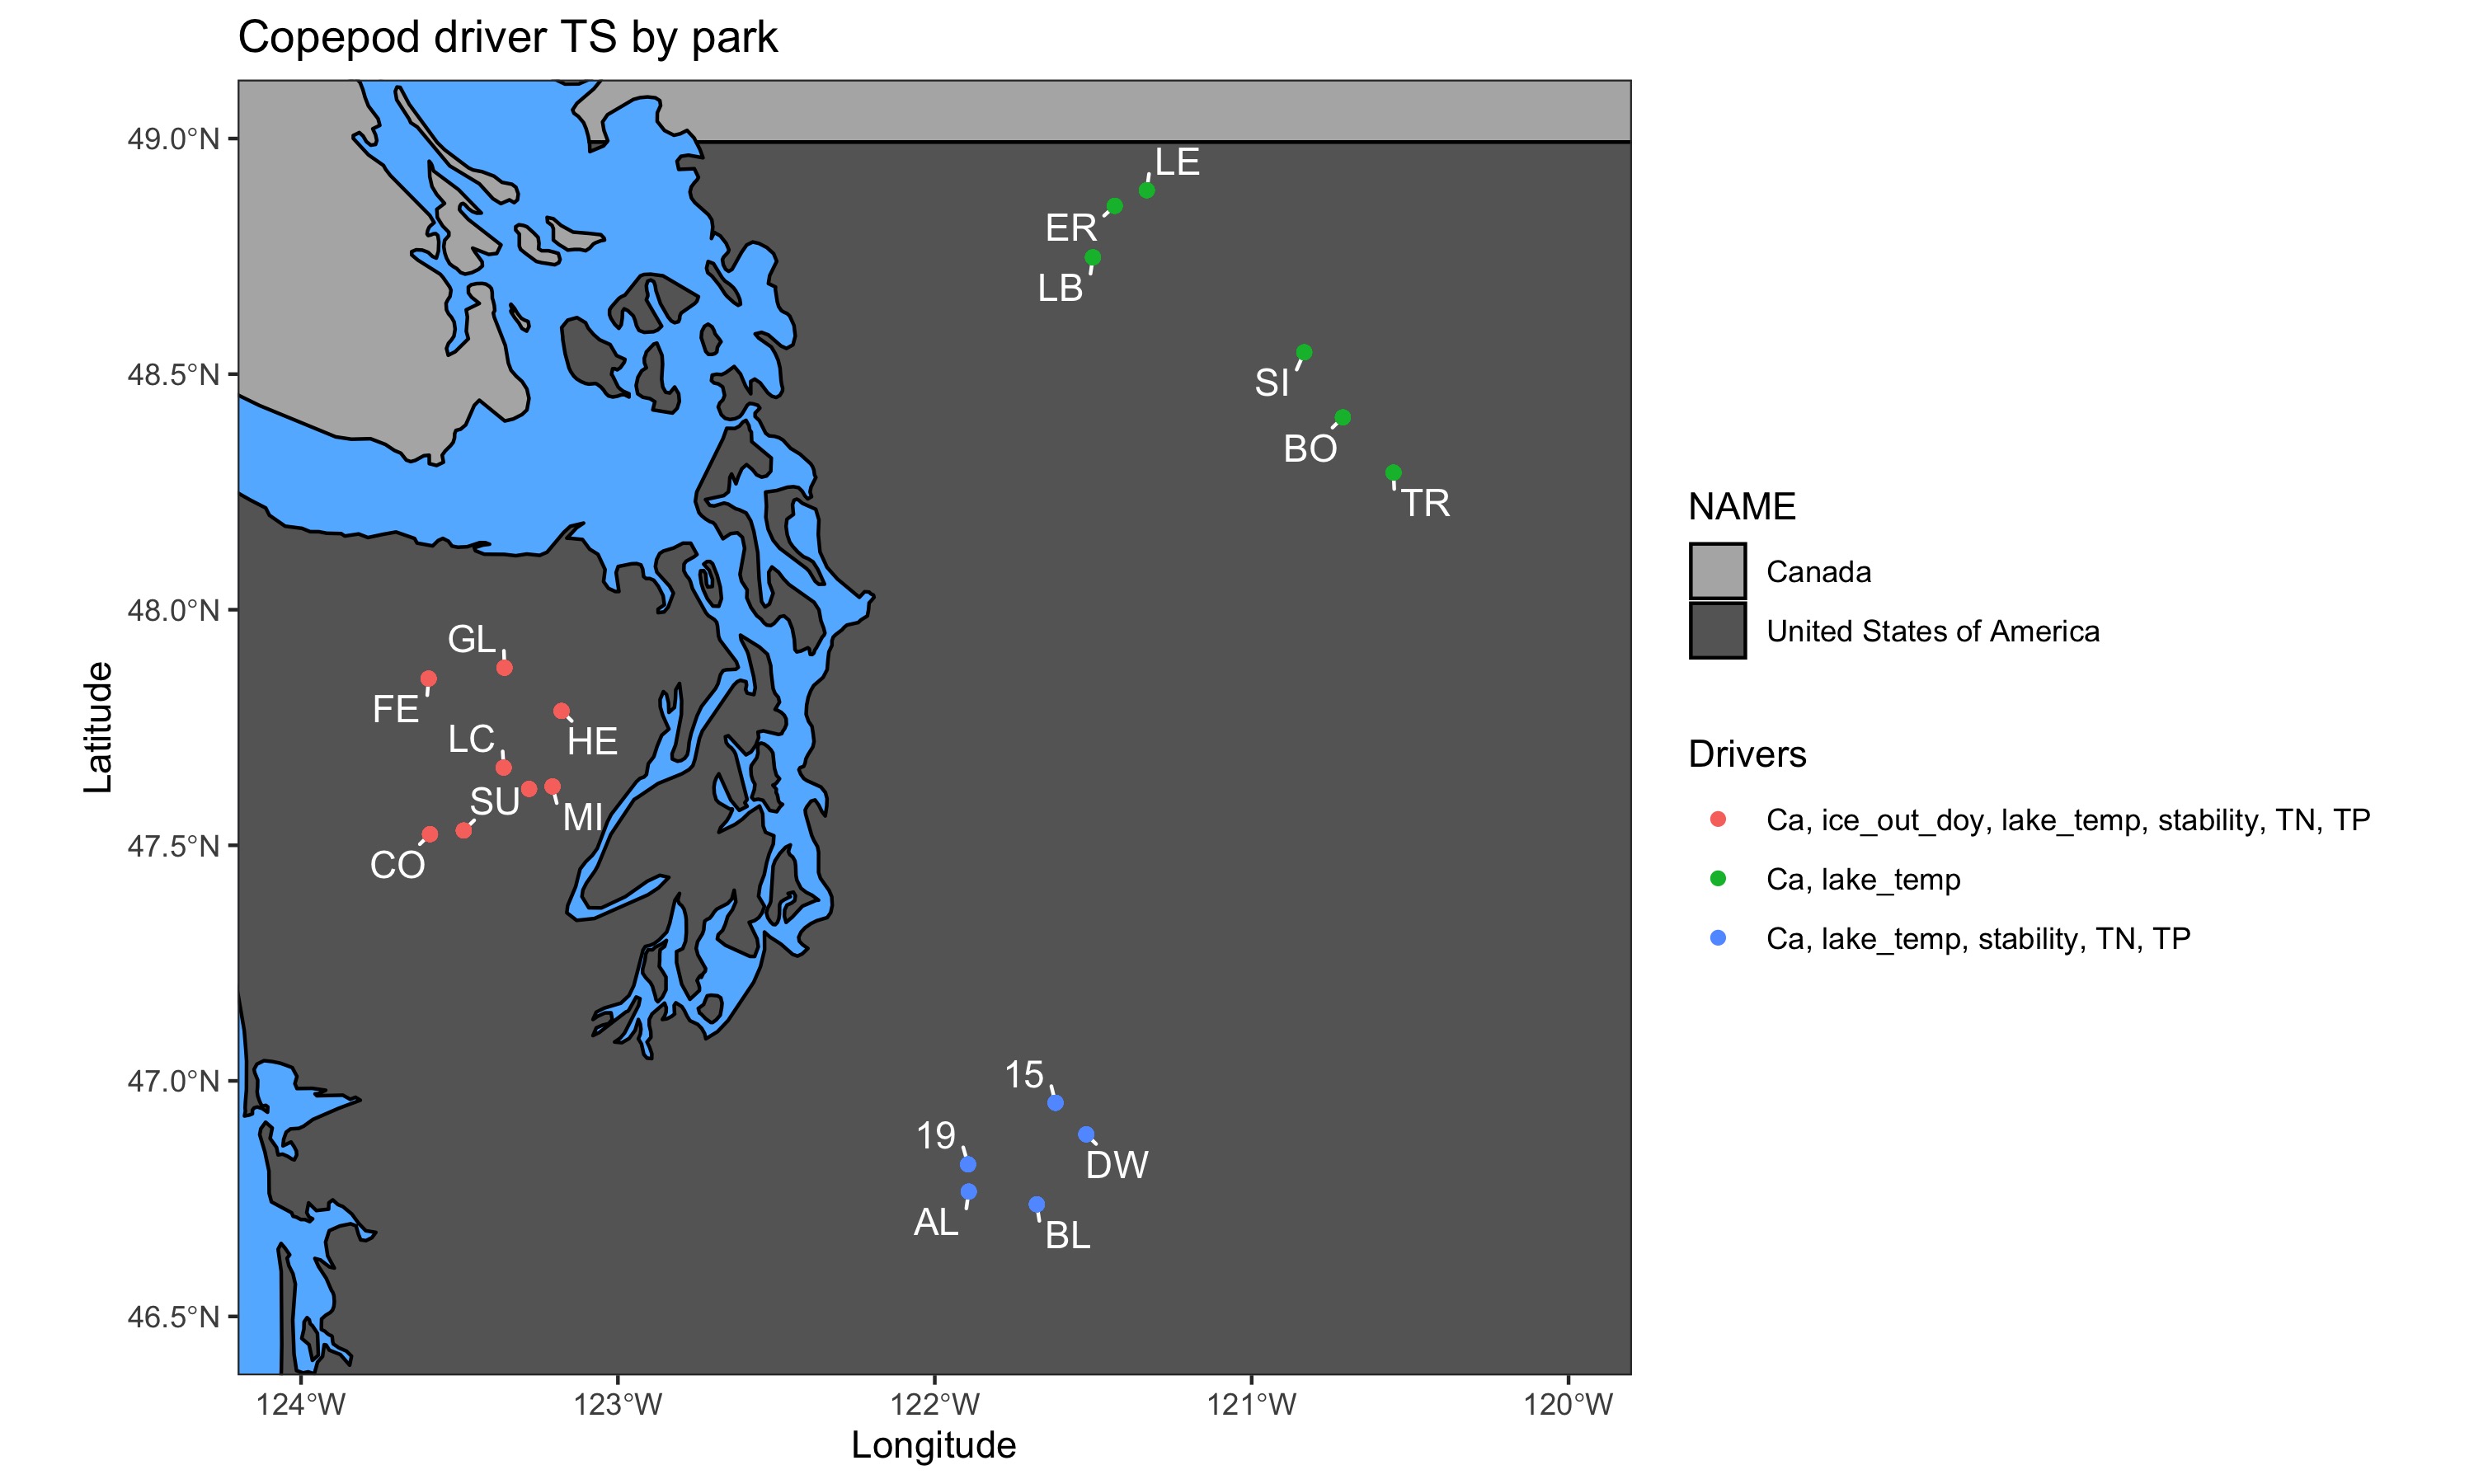 Copepod driver TS by park
49.0°N
48.5°N
48.0°N
47.5°N
47.0°N
46.5°N
Latitude
LE
ER
LB
SI
BO
TR
GL
FE
HE
LC
SU
MI
CO
15
19
DW
AL
BL
124°W
123°W
122°W
121°W
120°W
Longitude
NAME
Canada
United States of America
Drivers
Ca, ice_out_doy, lake_temp, stability, TN, TP
Ca, lake_temp
Ca, lake_temp, stability, TN, TP